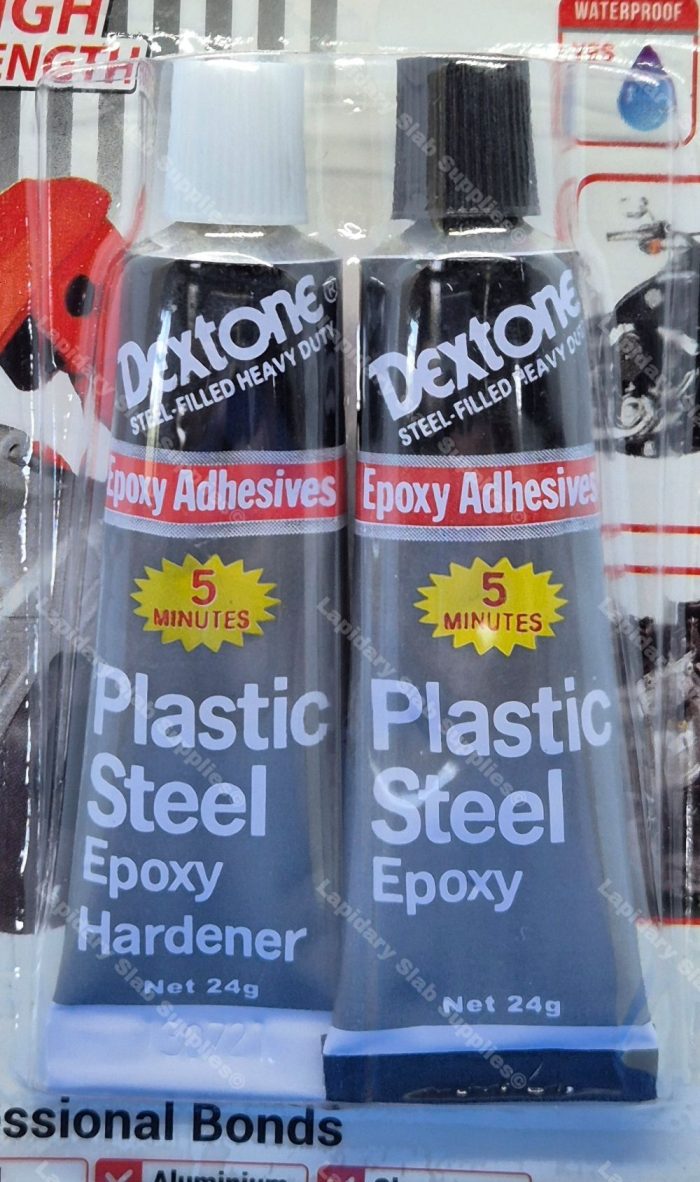 WATERPROOF
Dextone®
STEEL-FILLED HEAVY DUTY
Epoxy Adhesives
5
MINUTES
Plastic
Steel
Epoxy
Hardener
Net 24g
Dextone
STEEL-FILLED HEAVY DUTY
Epoxy Adhesives
5
MINUTES
Plastic
Steel
Epoxy
Net 24g
Bonds
Aluminium
Lapidary Slab Supplies©